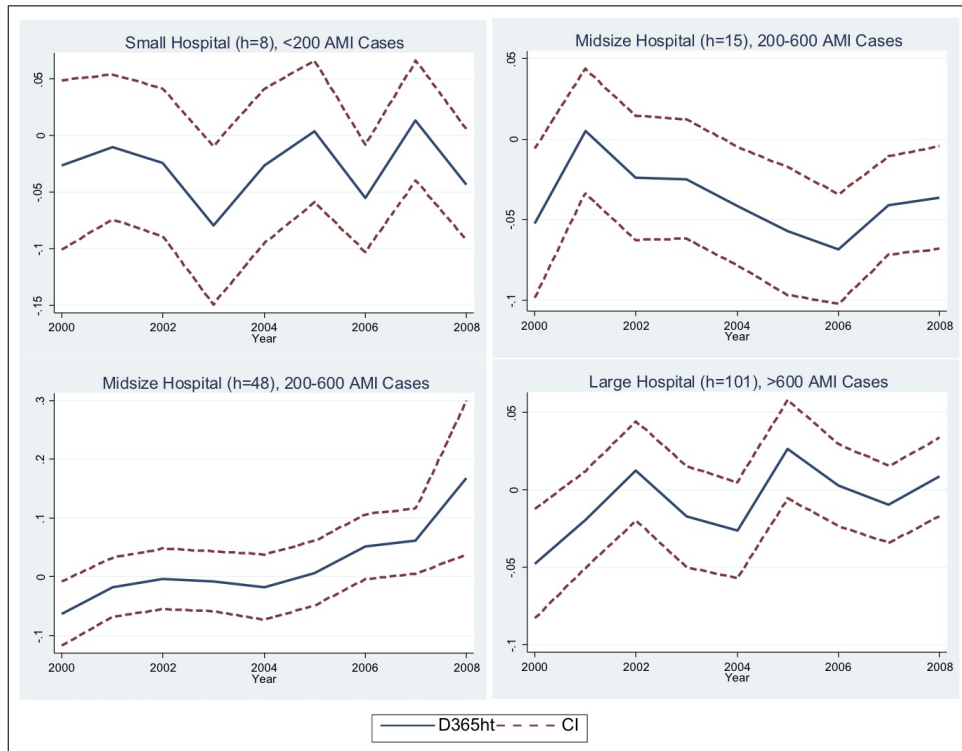 Small Hospital (h=8), <200 AMI Cases
.05
0
-.05
-.1
-.15
2000 2002 2004 2006 2008
Year
Midsize Hospital (h=15), 200-600 AMI Cases
.05
0
-.05
-.1
2000 2002 2004 2006 2008
Year
Midsize Hospital (h=48), 200-600 AMI Cases
.3
.2
.1
0
-.1
2000 2002 2004 2006 2008
Year
Large Hospital (h=101), >600 AMI Cases
.05
0
-.05
-.1
2000 2002 2004 2006 2008
Year
D365ht CI